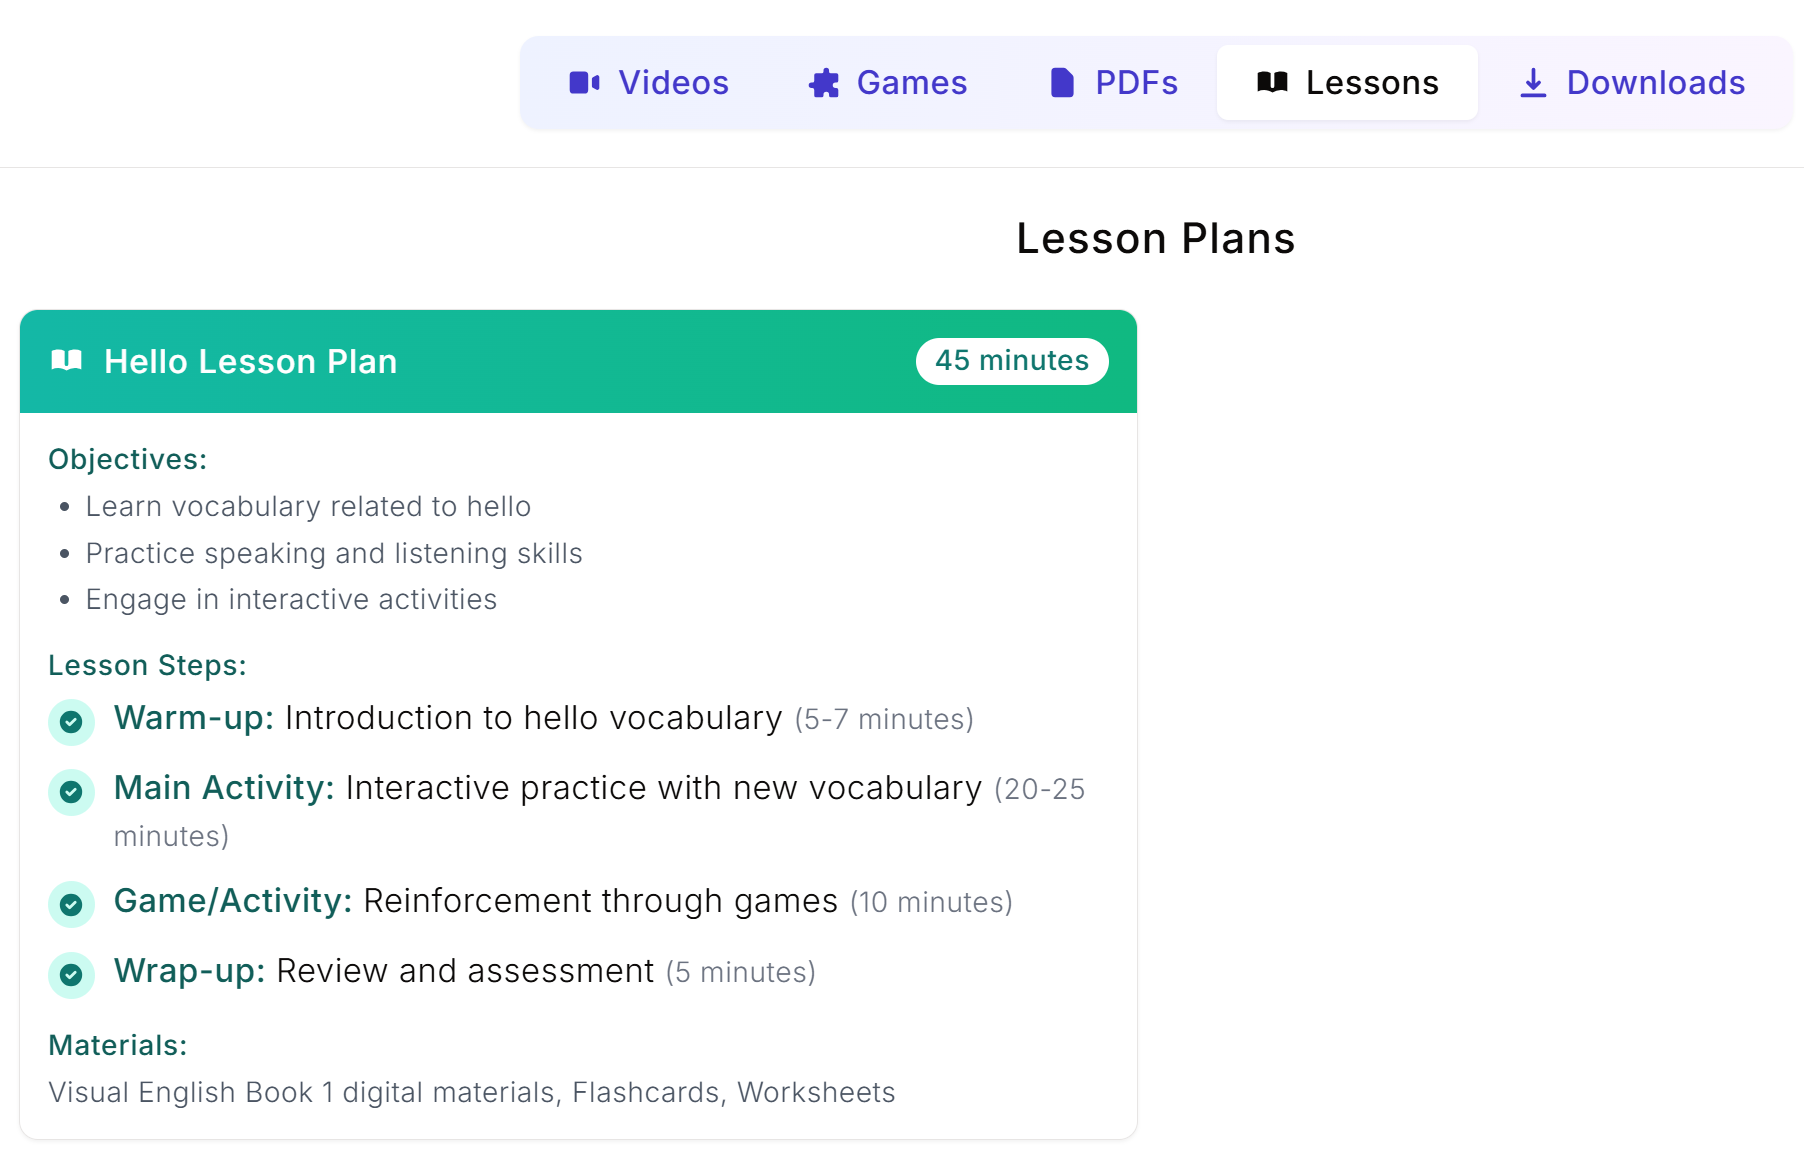 Videos Games PDFs Lessons Downloads
Lesson Plans
Hello Lesson Plan 45 minutes
Objectives:
• Learn vocabulary related to hello
• Practice speaking and listening skills
• Engage in interactive activities
Lesson Steps:
Warm-up: Introduction to hello vocabulary (5-7 minutes)
Main Activity: Interactive practice with new vocabulary (20-25
minutes)
Game/Activity: Reinforcement through games (10 minutes)
Wrap-up: Review and assessment (5 minutes)
Materials:
Visual English Book 1 digital materials, Flashcards, Worksheets